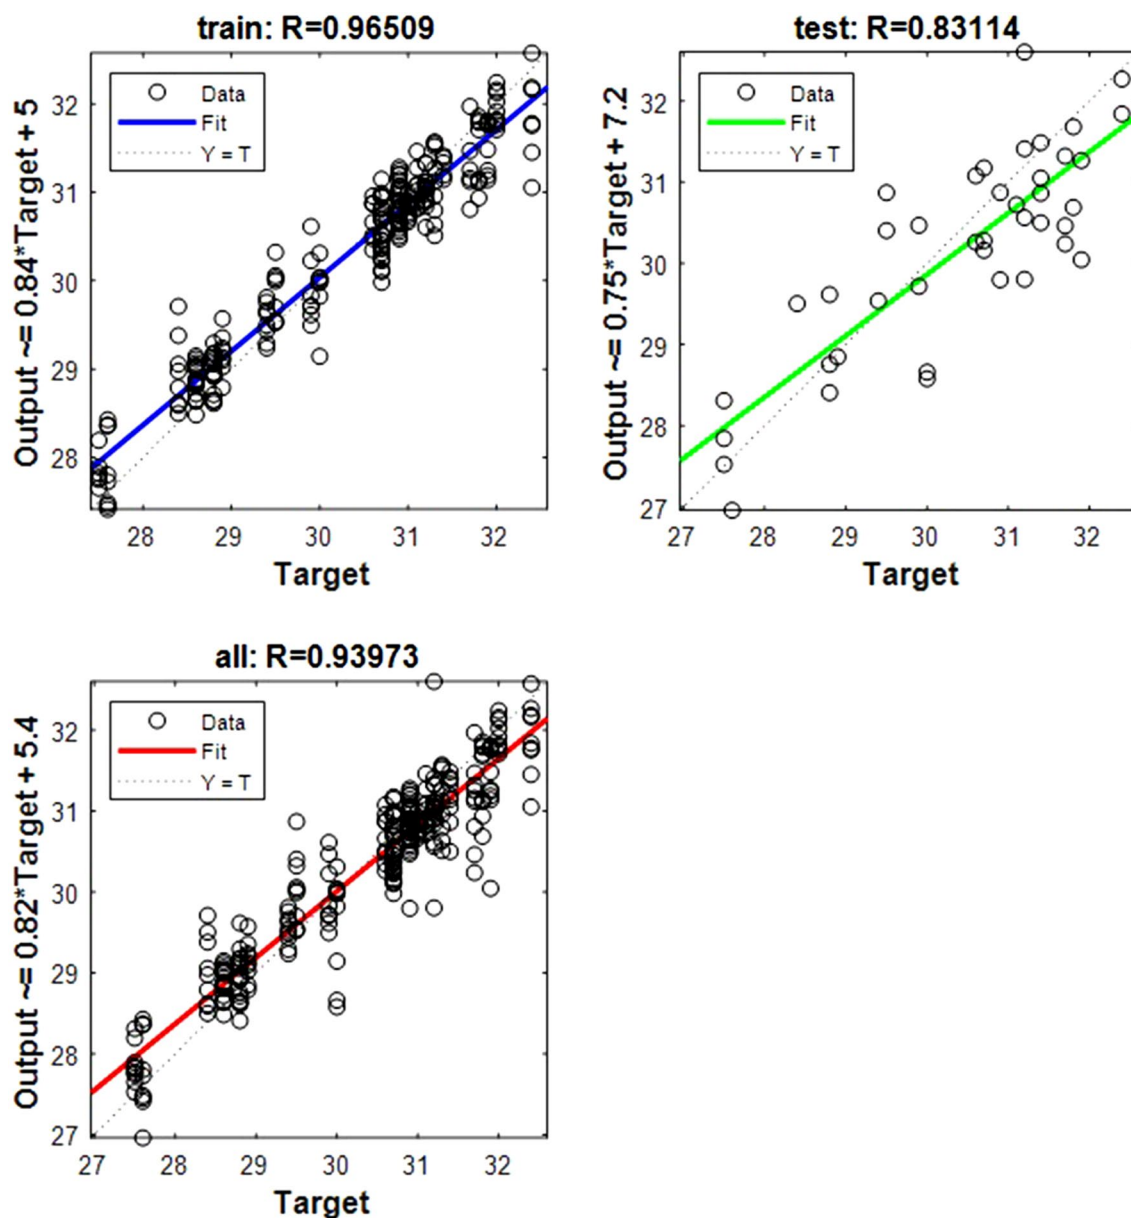 train: R=0.96509
Output ~= 0.84*Target + 5
Data
Fit
Y = T
32
31
30
29
28
28 29 30 31 32
Target
test: R=0.83114
Output ~= 0.75*Target + 7.2
Data
Fit
Y = T
32
31
30
29
28
27
27 28 29 30 31 32
Target
all: R=0.93973
Output ~= 0.82*Target + 5.4
Data
Fit
Y = T
32
31
30
29
28
27
27 28 29 30 31 32
Target